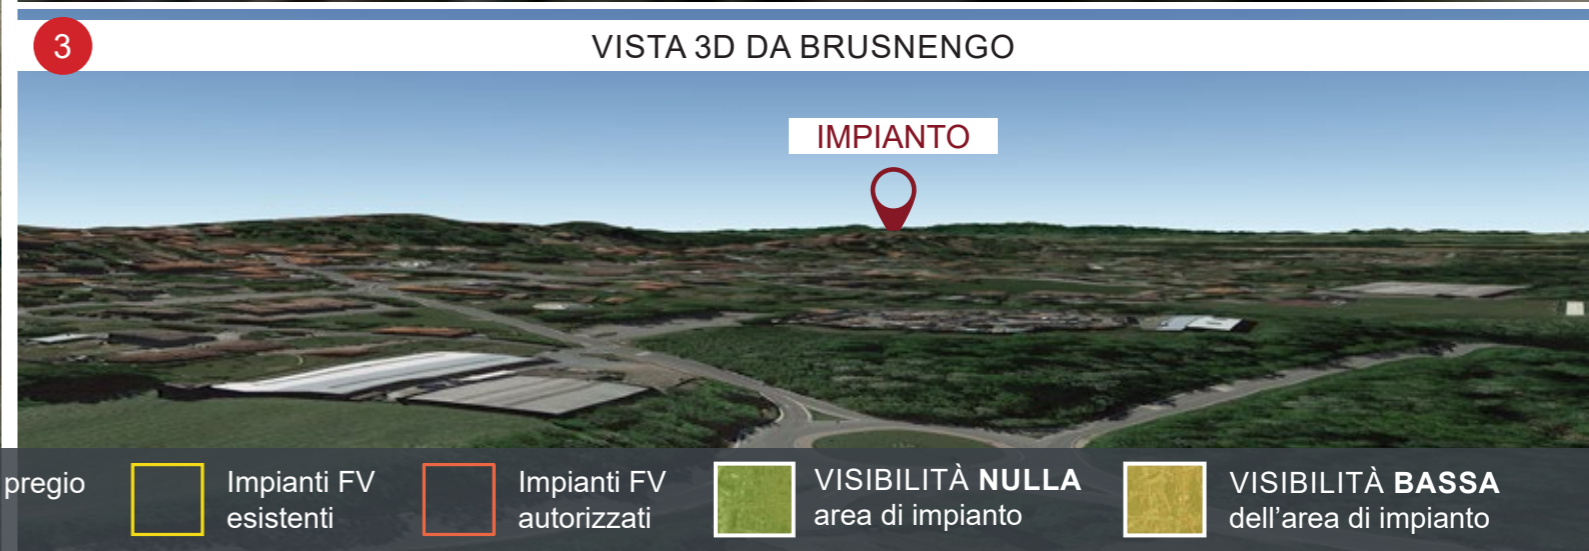 3
VISTA 3D DA BRUSNENGO
IMPIANTO
pregio
Impianti FV
esistenti
Impianti FV
autorizzati
VISIBILITÀ NULLA
area di impianto
VISIBILITÀ BASSA
dell'area di impianto